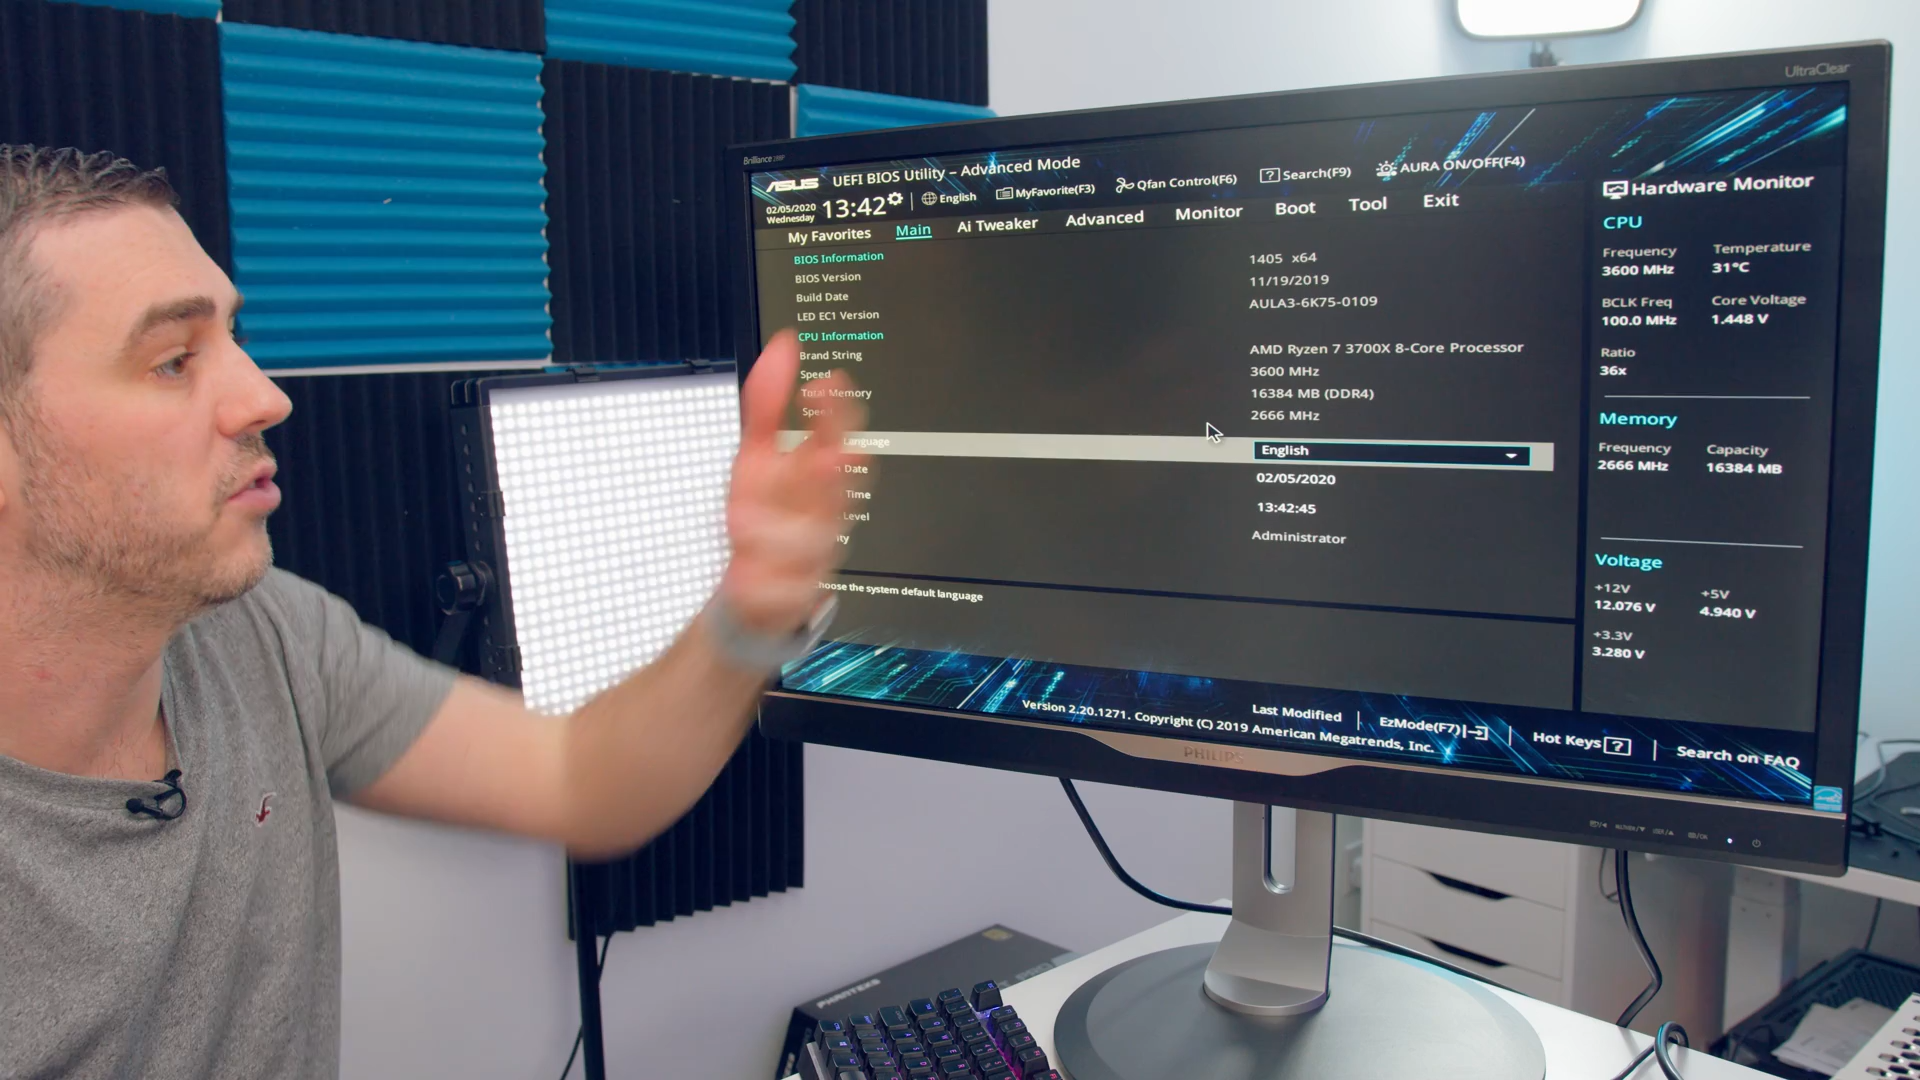 UltraClear
Brilliance
ASUS UEFI BIOS Utility – Advanced Mode
02/05/2020
Wednesday
13:42
English
MyFavorite(F3)
Qfan Control(F6)
Search(F9)
AURA ON/OFF(F4)
My Favorites Main Ai Tweaker Advanced Monitor Boot Tool Exit
BIOS Information
BIOS Version 1405 x64
Build Date 11/19/2019
LED EC1 Version AULA3-6K75-0109
CPU Information
Brand String AMD Ryzen 7 3700X 8-Core Processor
Speed 3600 MHz
Total Memory 16384 MB (DDR4)
Speed 2666 MHz
Language English
Date 02/05/2020
Time 13:42:45
Level Administrator
ity
hoose the system default language
Hardware Monitor
CPU
Frequency Temperature
3600 MHz 31°C
BCLK Freq Core Voltage
100.0 MHz 1.448 V
Ratio
36x
Memory
Frequency Capacity
2666 MHz 16384 MB
Voltage
+12V +5V
12.076 V 4.940 V
+3.3V
3.280 V
Last Modified
EzMode(F7)
Hot Keys ?
Search on FAQ
Version 2.20.1271. Copyright (C) 2019 American Megatrends, Inc.
PHILIPS
PHANTEKS